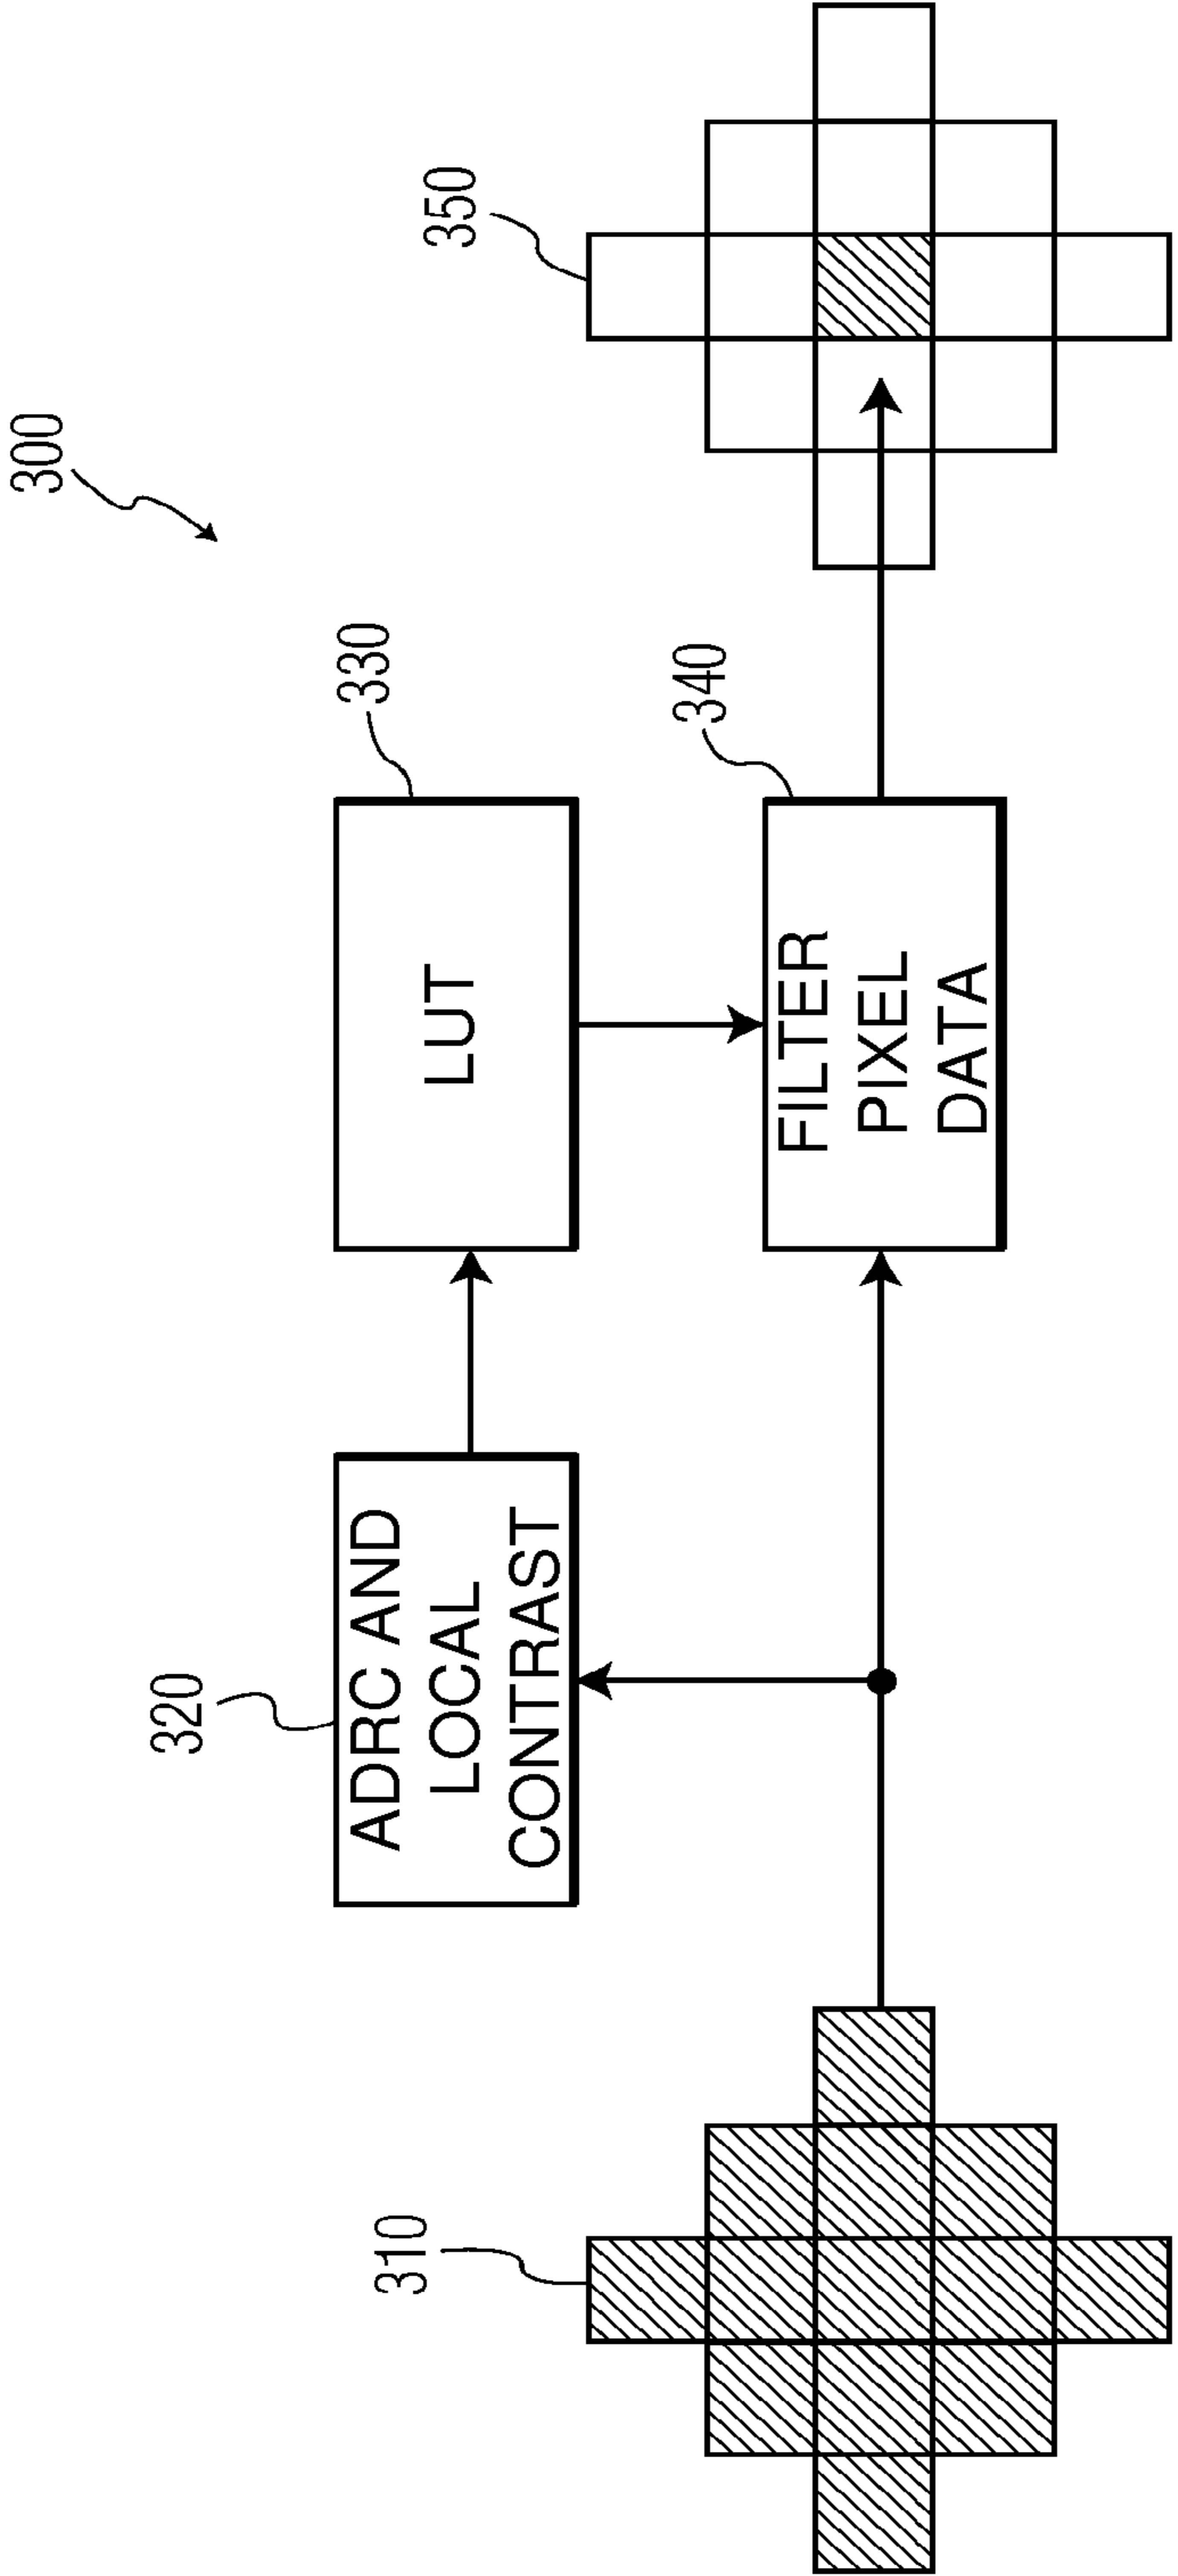 300
310
320
ADRC AND
LOCAL
CONTRAST
330
LUT
340
FILTER
PIXEL
DATA
350